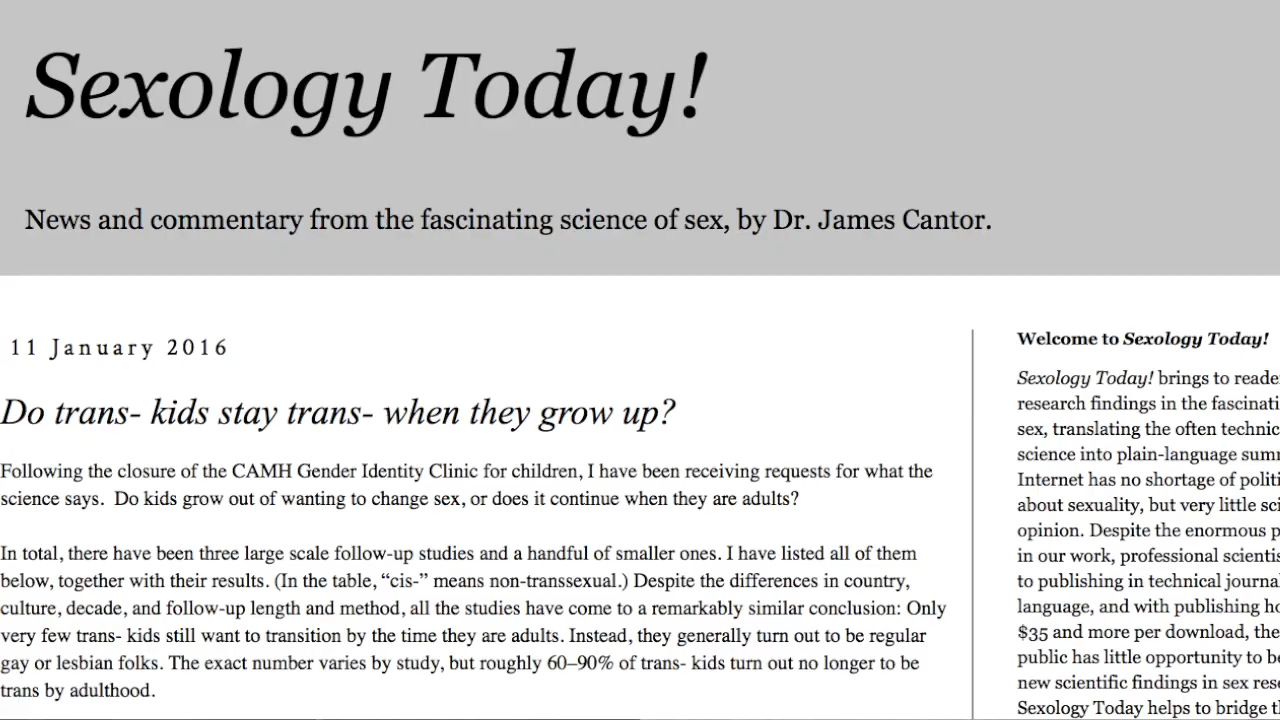 Sexology Today!
News and commentary from the fascinating science of sex, by Dr. James Cantor.
11 January 2016
Do trans- kids stay trans- when they grow up?
Following the closure of the CAMH Gender Identity Clinic for children, I have been receiving requests for what the
science says.  Do kids grow out of wanting to change sex, or does it continue when they are adults?
In total, there have been three large scale follow-up studies and a handful of smaller ones. I have listed all of them
below, together with their results. (In the table, “cis-” means non-transsexual.) Despite the differences in country,
culture, decade, and follow-up length and method, all the studies have come to a remarkably similar conclusion: Only
very few trans- kids still want to transition by the time they are adults. Instead, they generally turn out to be regular
gay or lesbian folks. The exact number varies by study, but roughly 60–90% of trans- kids turn out no longer to be
trans by adulthood.
Welcome to Sexology Today!
Sexology Today! brings to reade
research findings in the fascinati
sex, translating the often technic
science into plain-language sum
Internet has no shortage of politi
about sexuality, but very little sci
opinion. Despite the enormous p
in our work, professional scientis
to publishing in technical journal
language, and with publishing ho
$35 and more per download, the
public has little opportunity to be
new scientific findings in sex rese
Sexology Today helps to bridge th